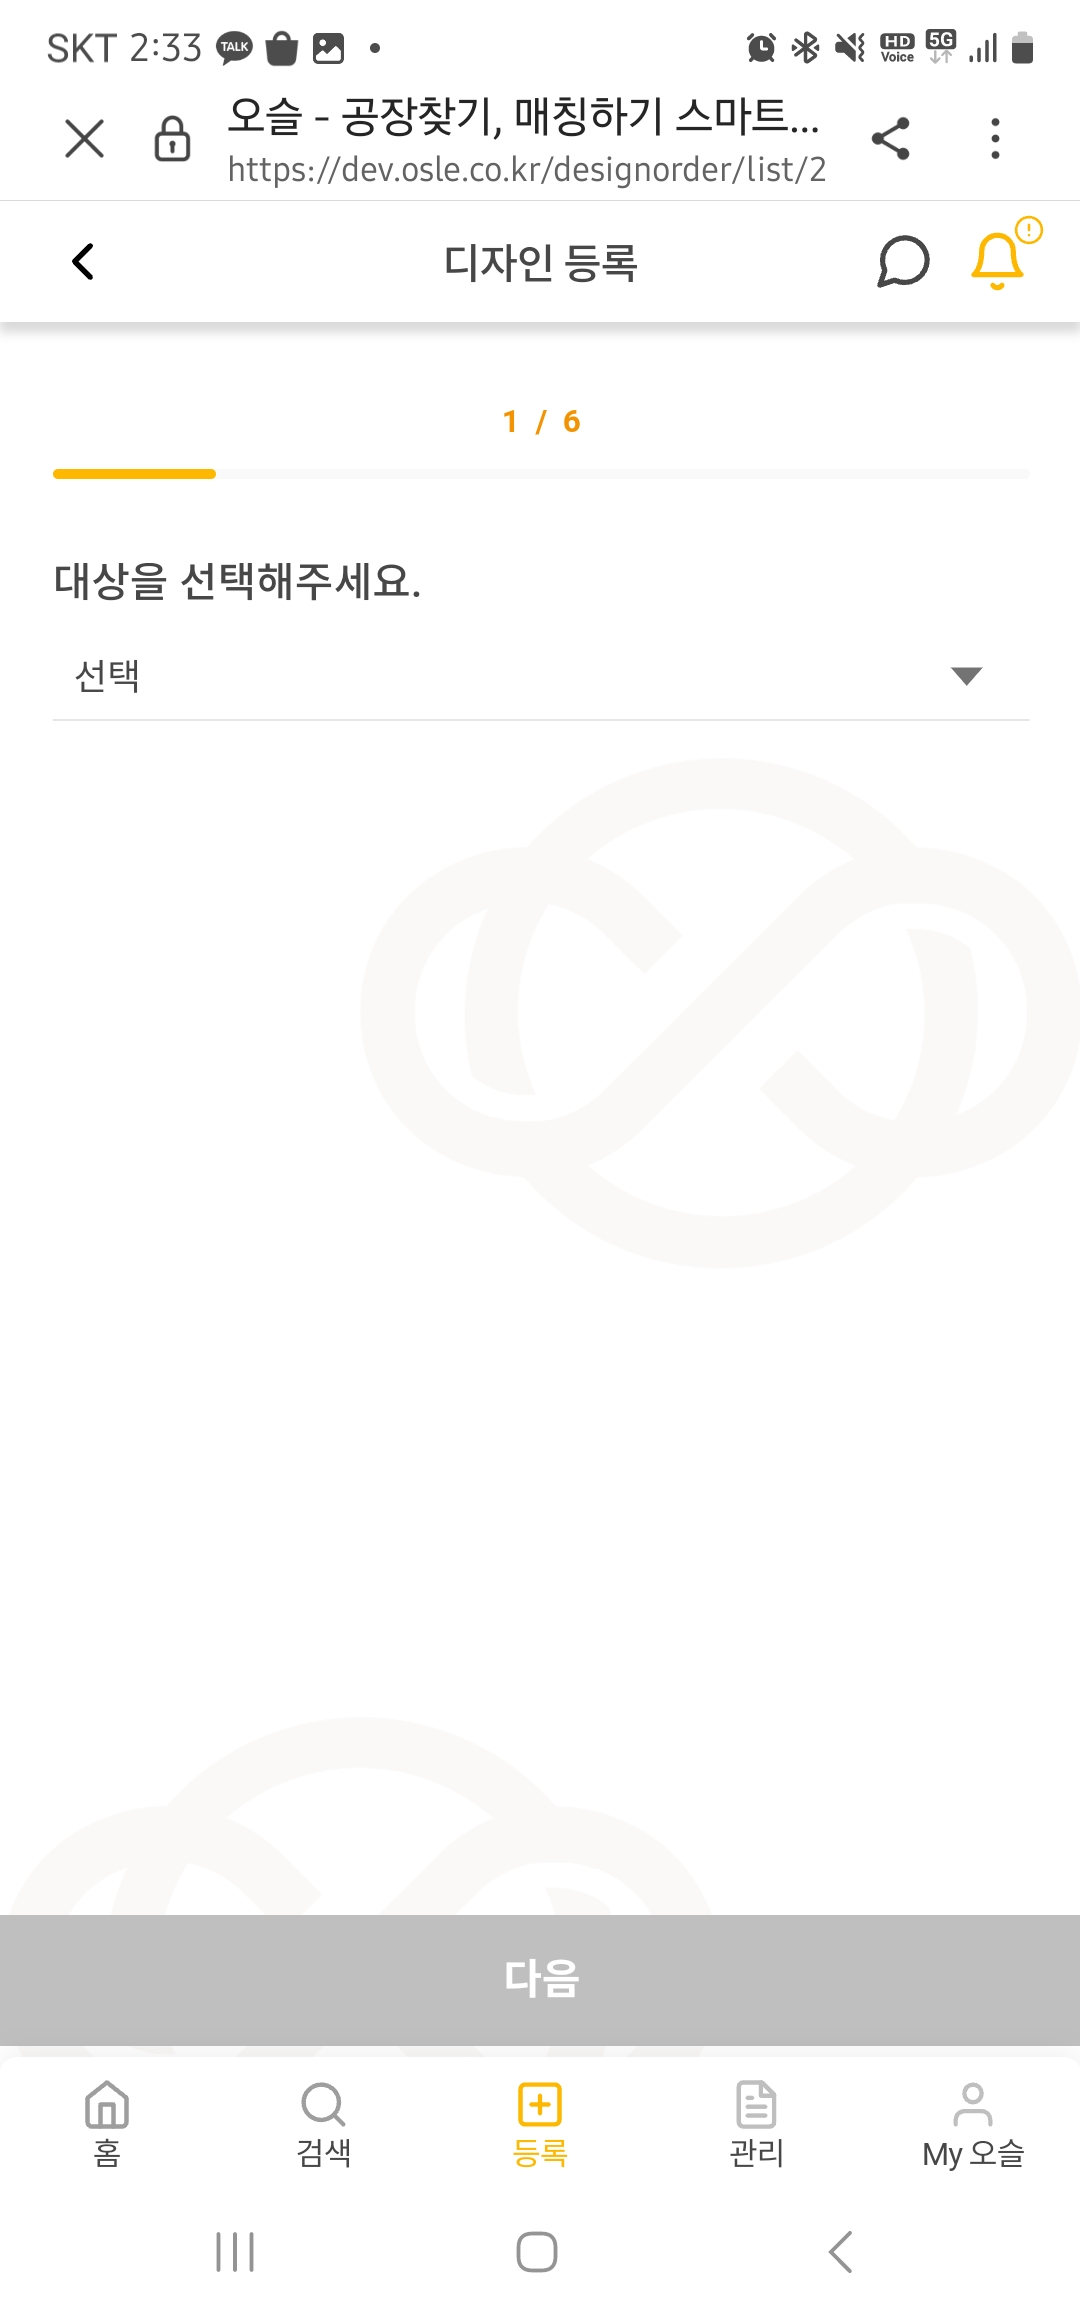 SKT 2:33 TALK HD Voice 5G
오슬 - 공장찾기, 매칭하기 스마트...
https://dev.osle.co.kr/designorder/list/2
디자인 등록
1 / 6
대상을 선택해주세요.
선택
다음
홈 검색 등록 관리 My 오슬